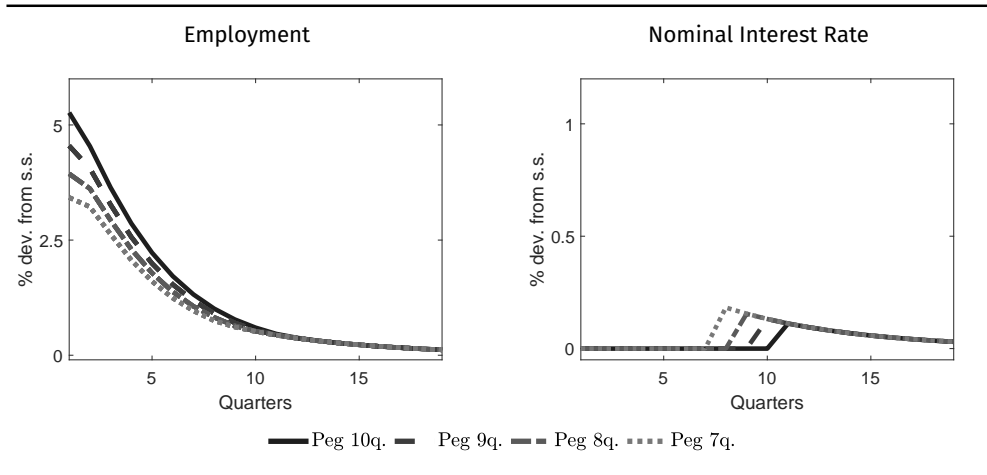 Employment
5
2.5
0
% dev. from s.s.
5 10 15
Quarters
Nominal Interest Rate
1
0.5
0
% dev. from s.s.
5 10 15
Quarters
Peg 10q. Peg 9q. Peg 8q. Peg 7q.